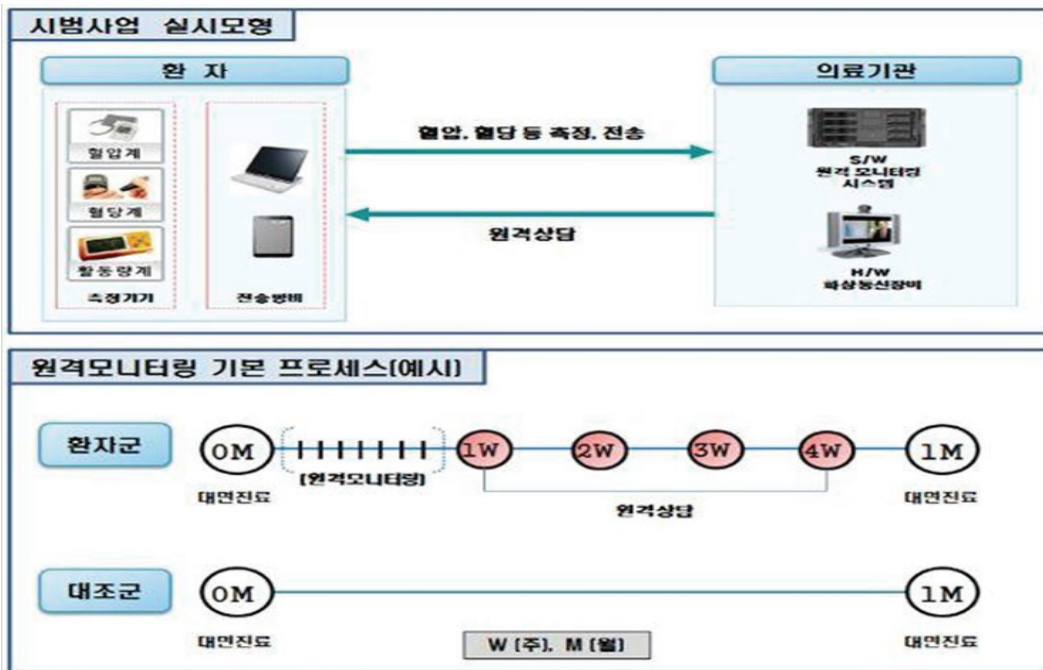 시범사업 실시모형
환 자
의료기관
혈압계
혈당계
활동량계
측정기기
전송장비
혈압, 혈당 등 측정, 전송
원격상담
S/W
원격 모니터링
시스템
H/W
화상통신장비
원격모니터링 기본 프로세스(예시)
환자군
0M
1W
2W
3W
4W
1M
(원격모니터링)
대면진료
원격상담
대면진료
대조군
0M
1M
대면진료
W (주), M (월)
대면진료